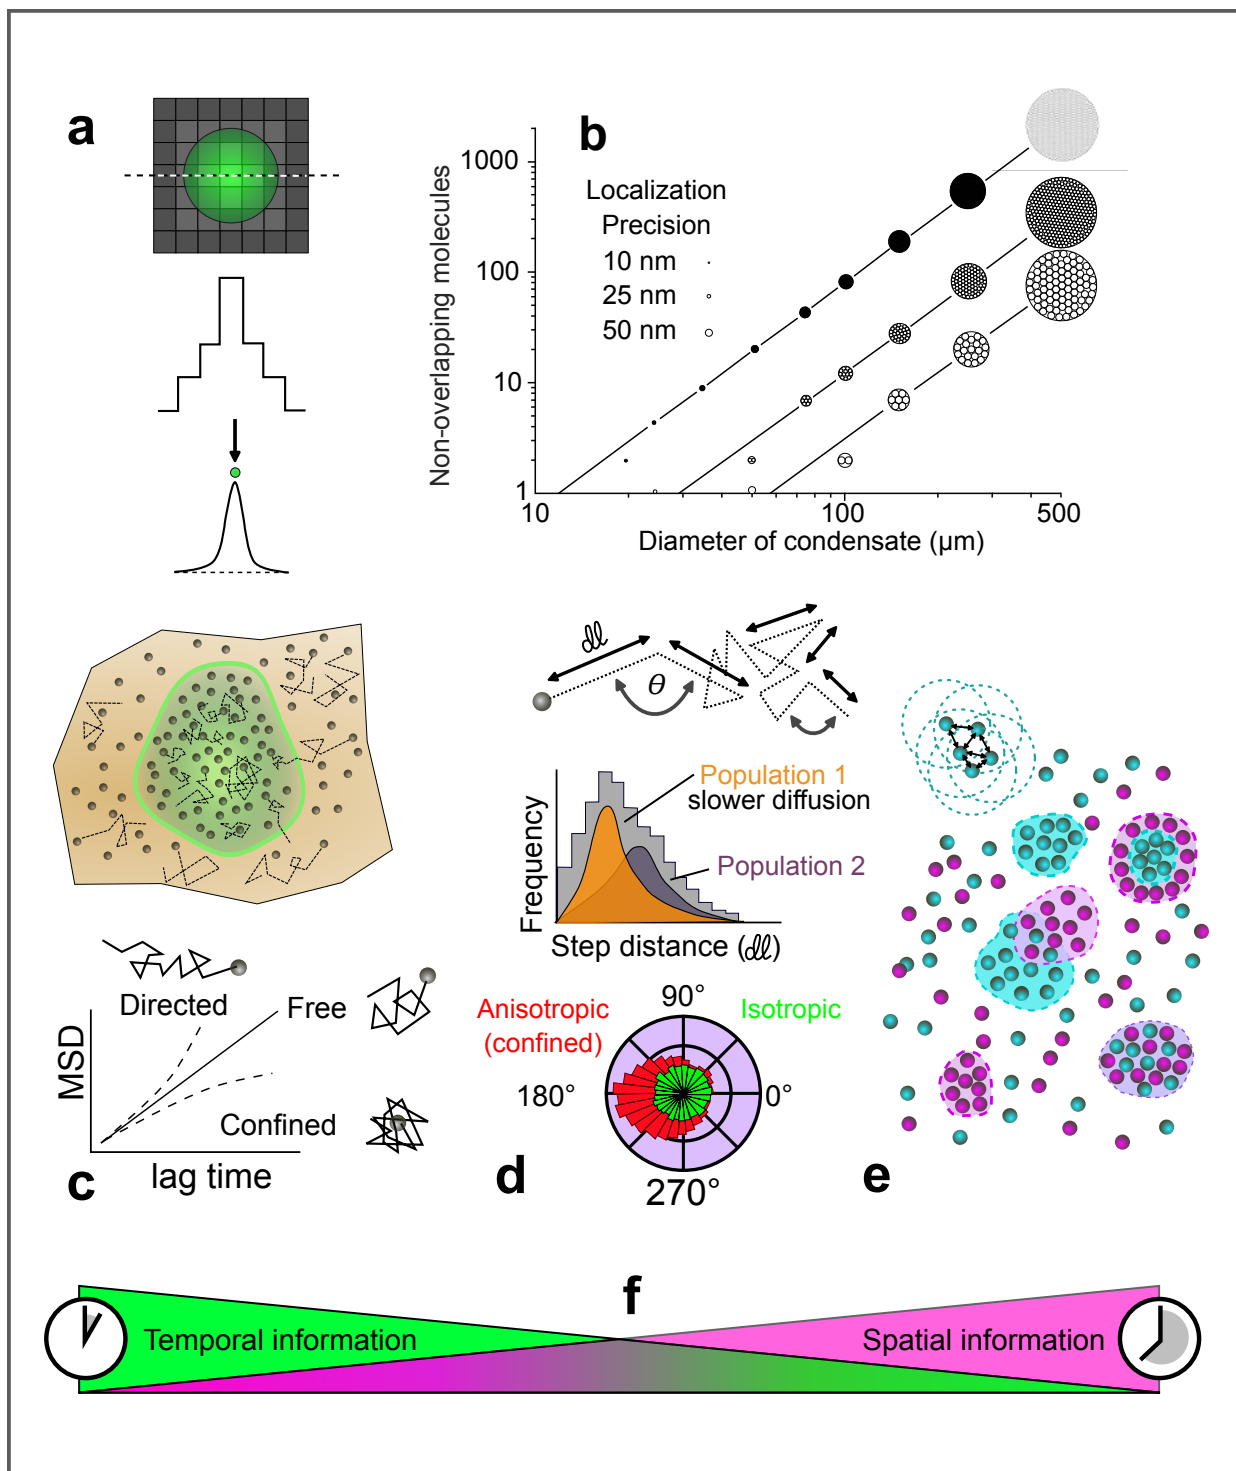 a
b
Non-overlapping molecules
1000
100
10
1
Localization
Precision
10 nm
25 nm
50 nm
10
100
500
Diameter of condensate (µm)
dl
θ
Population 1
slower diffusion
Population 2
Frequency
Step distance (dl)
Directed
Free
Confined
MSD
lag time
c
Anisotropic
(confined)
Isotropic
90°
180°
0°
270°
d
e
f
Temporal information
Spatial information